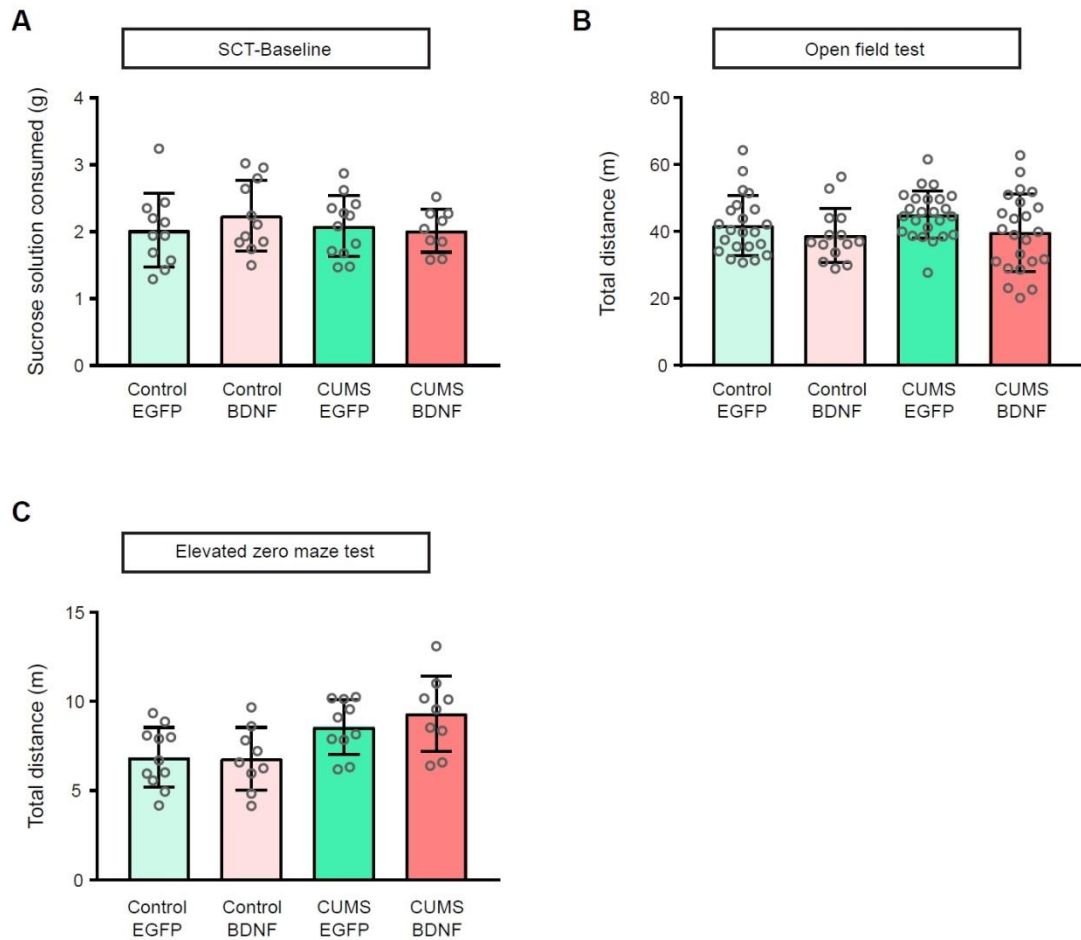 A
SCT-Baseline
Sucrose solution consumed (g)
4
3
2
1
0
Control
EGFP
Control
BDNF
CUMS
EGFP
CUMS
BDNF
B
Open field test
Total distance (m)
80
60
40
20
0
Control
EGFP
Control
BDNF
CUMS
EGFP
CUMS
BDNF
C
Elevated zero maze test
Total distance (m)
15
10
5
0
Control
EGFP
Control
BDNF
CUMS
EGFP
CUMS
BDNF